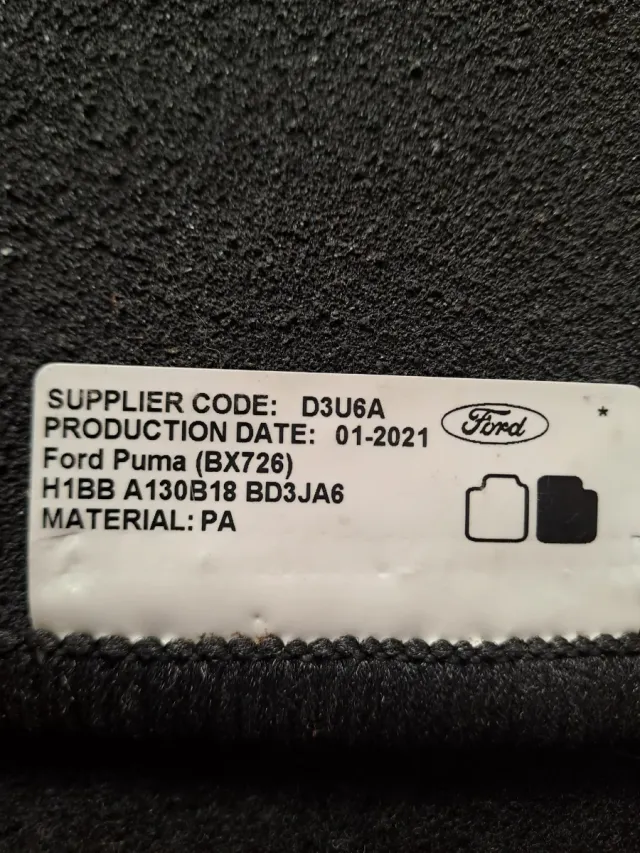 SUPPLIER CODE: D3U6A
PRODUCTION DATE: 01-2021
Ford *
Ford Puma (BX726)
H1BB A130B18 BD3JA6
MATERIAL: PA